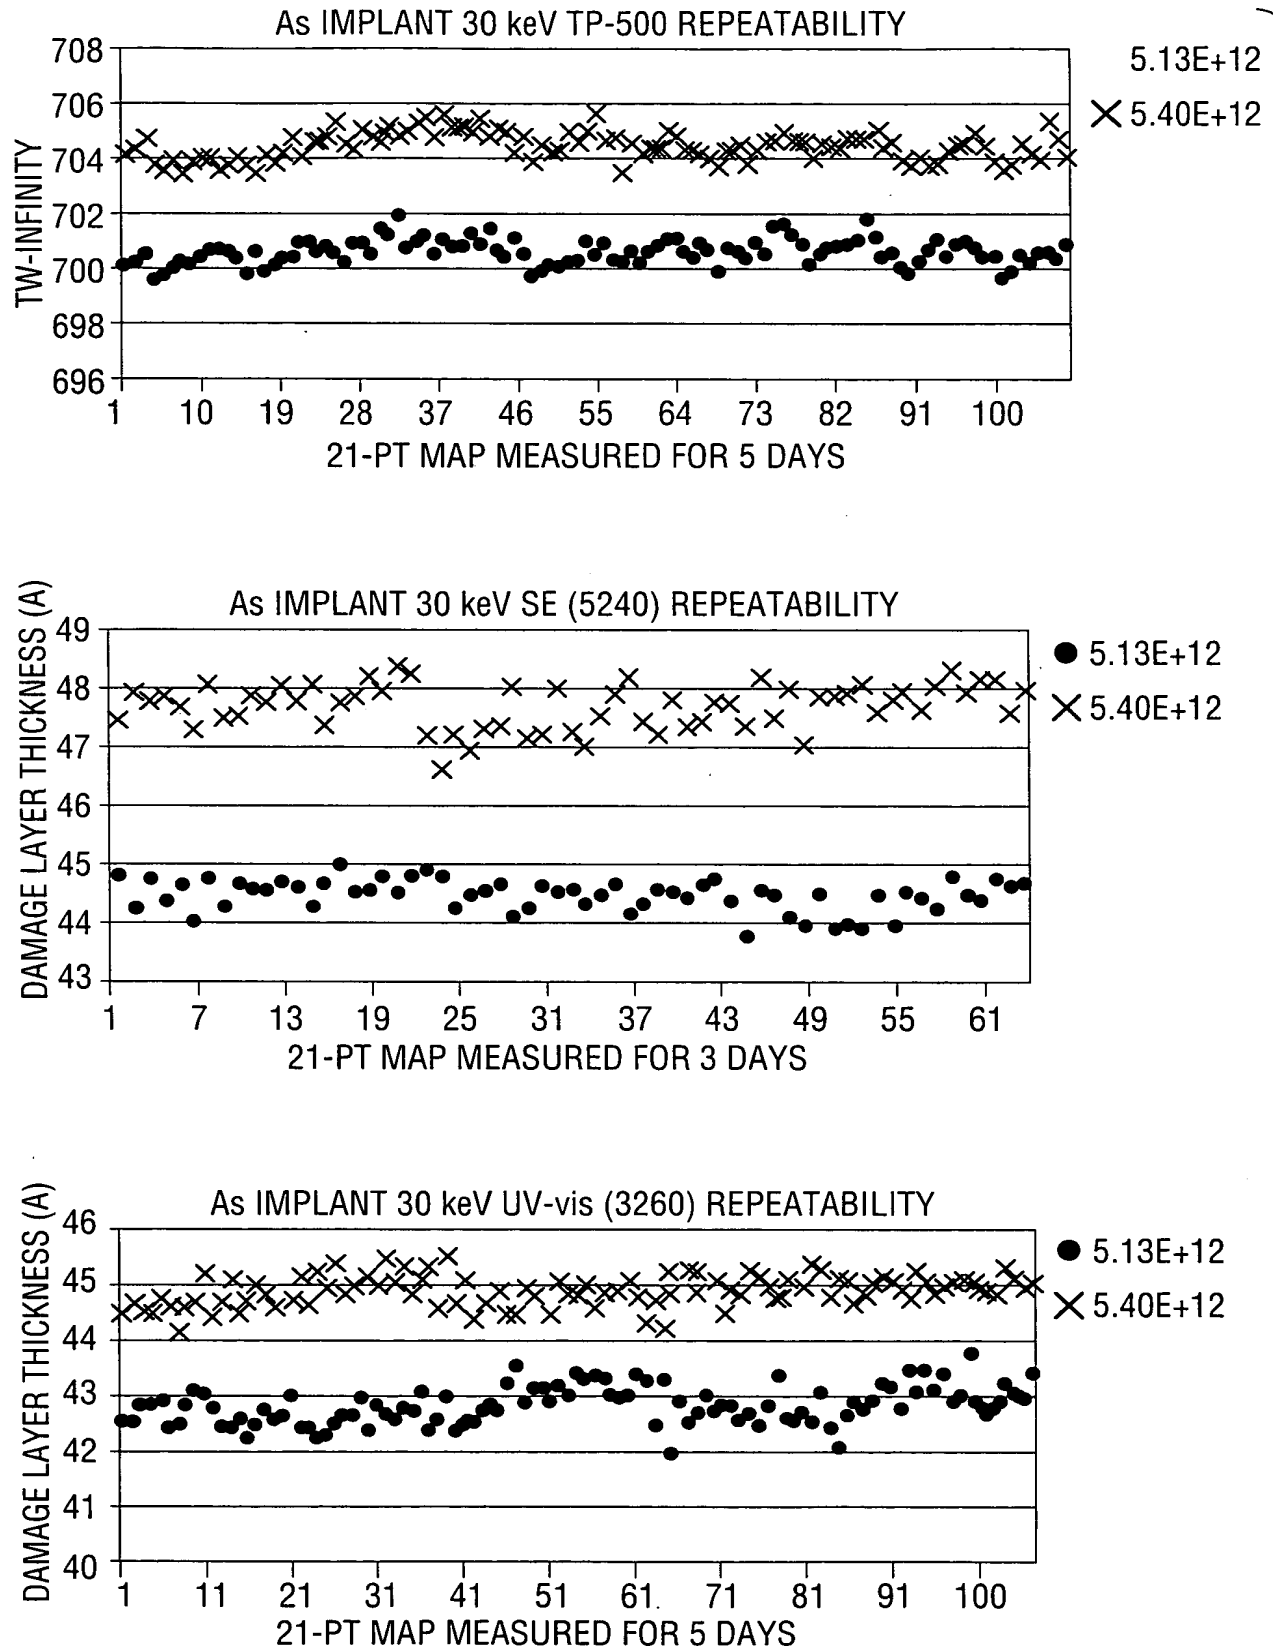 As IMPLANT 30 keV TP-500 REPEATABILITY
708
706
704
702
700
698
696
TW-INFINITY
1 10 19 28 37 46 55 64 73 82 91 100
21-PT MAP MEASURED FOR 5 DAYS
5.13E+12
5.40E+12
As IMPLANT 30 keV SE (5240) REPEATABILITY
49
48
47
46
45
44
43
DAMAGE LAYER THICKNESS (A)
1 7 13 19 25 31 37 43 49 55 61
21-PT MAP MEASURED FOR 3 DAYS
5.13E+12
5.40E+12
As IMPLANT 30 keV UV-vis (3260) REPEATABILITY
46
45
44
43
42
41
40
DAMAGE LAYER THICKNESS (A)
1 11 21 31 41 51 61 71 81 91 100
21-PT MAP MEASURED FOR 5 DAYS
5.13E+12
5.40E+12